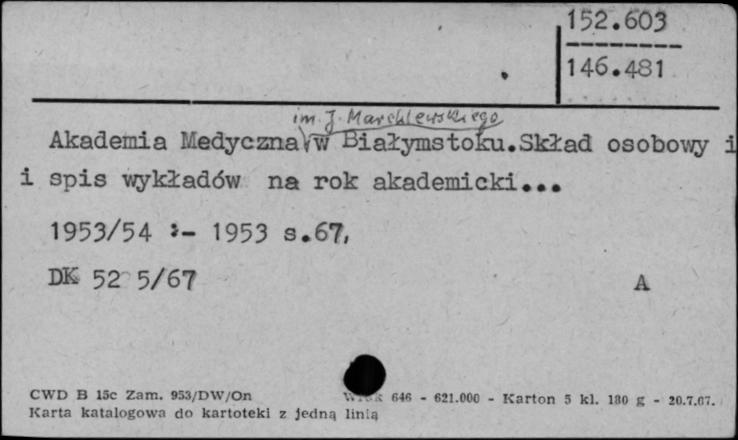 152.603
146.481
im. J. Marchlewskiego
Akademia Medyczna w Białymstoku.Skład osobowy i
i spis wykładów na rok akademicki...
1953/54 :- 1953 s.67,
DK 52 5/67
A
CWD B 15c Zam. 953/DW/On 646 - 621.000 - Karton 5 kl. 180 g - 20.7.67.
Karta katalogowa do kartoteki z jedną linią